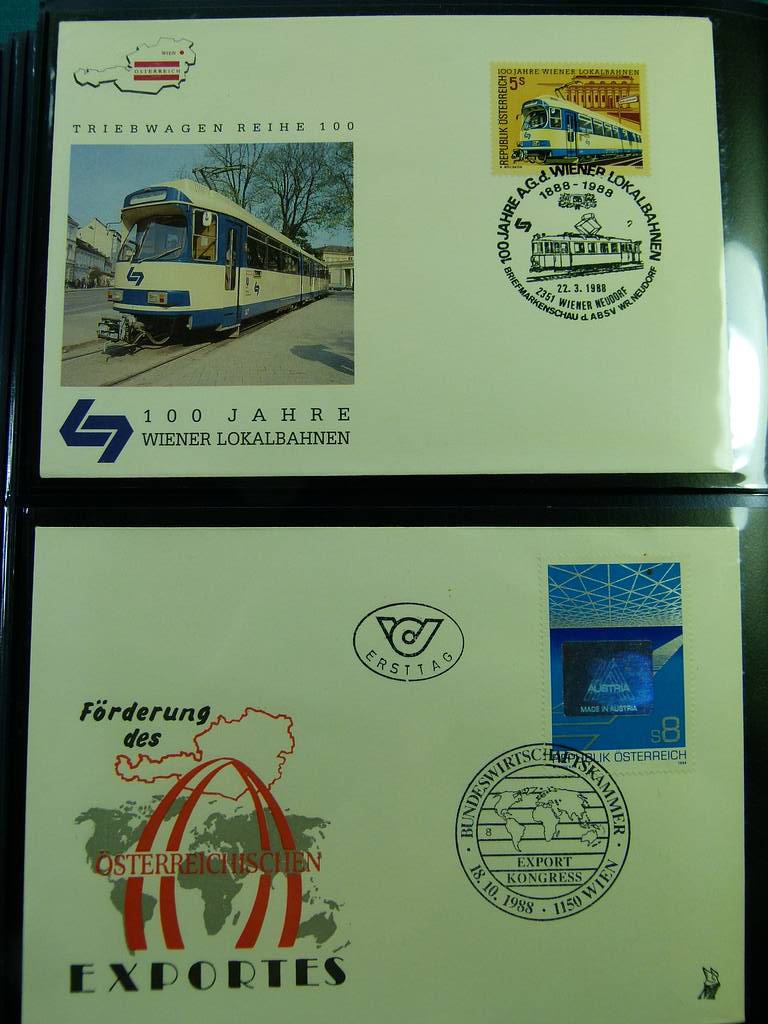 WIEN
ÖSTERREICH
TRIEBWAGEN REIHE 100
100 JAHRE
WIENER LOKALBAHNEN
100 JAHRE WIENER LOKALBAHNEN
5S
REPUBLIK ÖSTERREICH
100 JAHRE A.G.d. WIENER LOKALBAHNEN
1888-1988
22.3.1988
2351 WIENER NEUDORF
BRIEFMARKENSCHAU d. ABSV WR. NEUDORF
ERSTTAG
Förderung
des
ÖSTERREICHISCHEN
EXPORTES
AUSTRIA
MADE IN AUSTRIA
S8
REPUBLIK ÖSTERREICH
1988
BUNDESWIRTSCHAFTSKAMMER
8
EXPORT
KONGRESS
18.10.1988 · 1150 WIEN